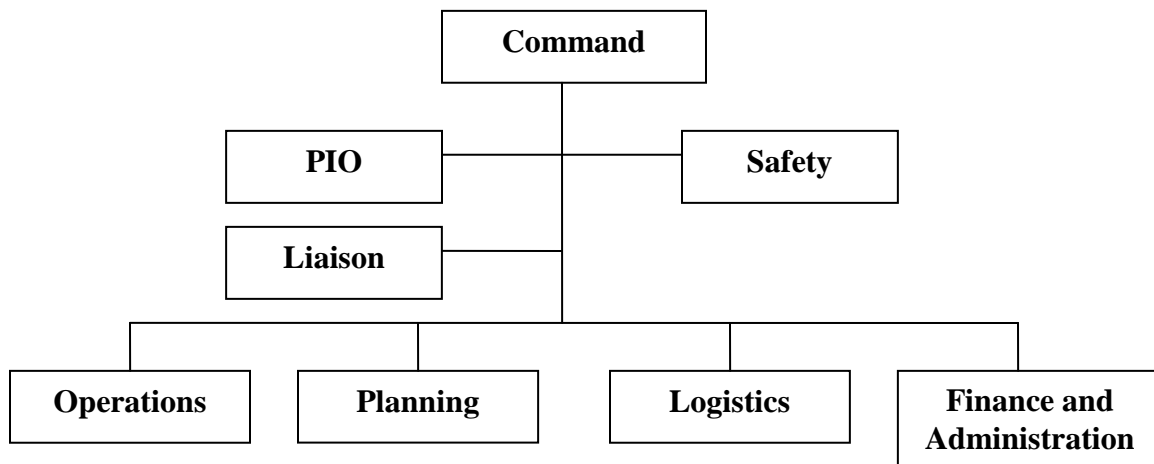 Command
PIO
Safety
Liaison
Operations
Planning
Logistics
Finance and
Administration